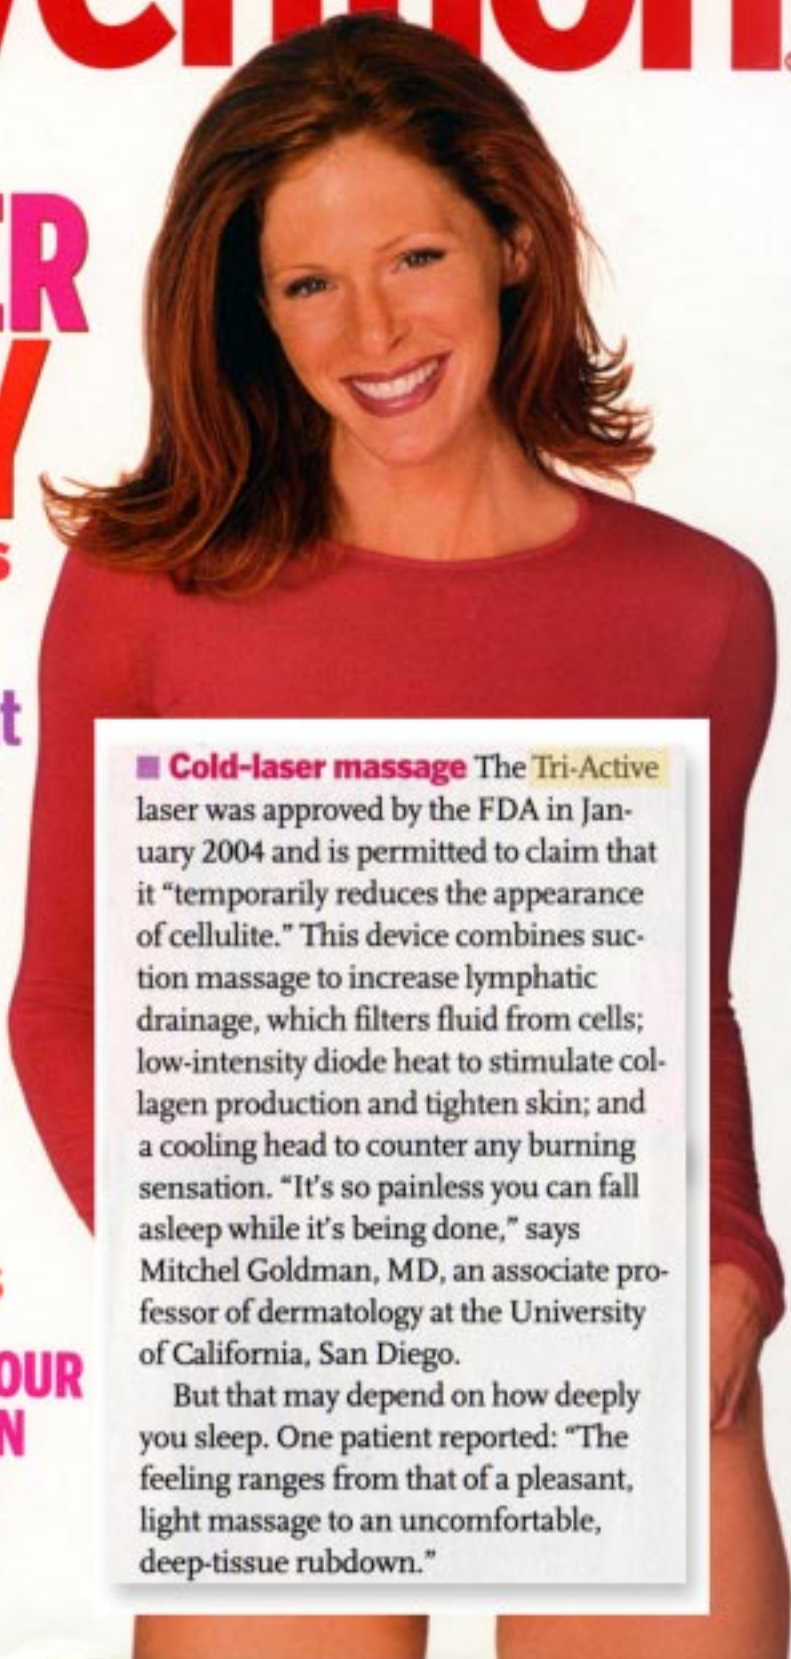 ER
Y
s
t
■ Cold-laser massage The Tri-Active
laser was approved by the FDA in Jan-
uary 2004 and is permitted to claim that
it “temporarily reduces the appearance
of cellulite.” This device combines suc-
tion massage to increase lymphatic
drainage, which filters fluid from cells;
low-intensity diode heat to stimulate col-
lagen production and tighten skin; and
a cooling head to counter any burning
sensation. “It's so painless you can fall
asleep while it's being done,” says
Mitchel Goldman, MD, an associate pro-
fessor of dermatology at the University
of California, San Diego.
But that may depend on how deeply
you sleep. One patient reported: “The
feeling ranges from that of a pleasant,
light massage to an uncomfortable,
deep-tissue rubdown.”
s
OUR
N